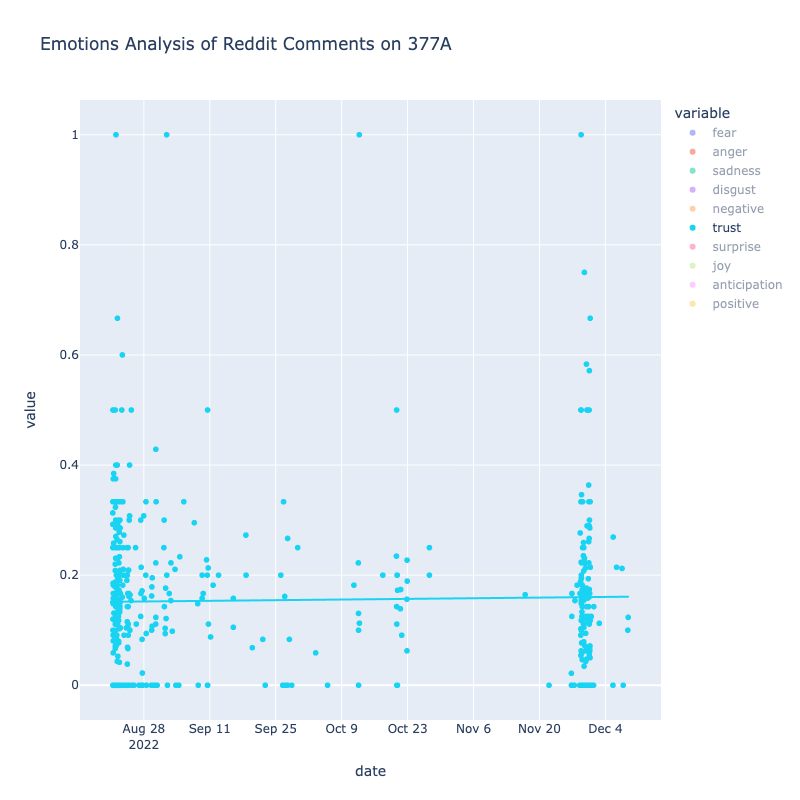 Emotions Analysis of Reddit Comments on 377A
variable
fear
anger
sadness
disgust
negative
trust
surprise
joy
anticipation
positive
value
1
0.8
0.6
0.4
0.2
0
Aug 28
2022
Sep 11
Sep 25
Oct 9
Oct 23
Nov 6
Nov 20
Dec 4
date